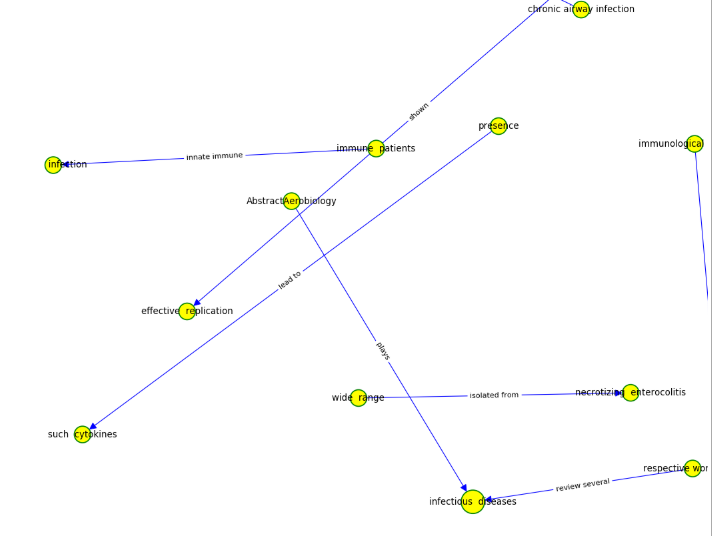 chronic airway infection
shown
presence
immune patients
immunological
innate immune
infection
AbstractAerobiology
lead to
effective replication
plays
necrotizing enterocolitis
isolated from
wide range
such cytokines
respective wor
review several
infectious diseases